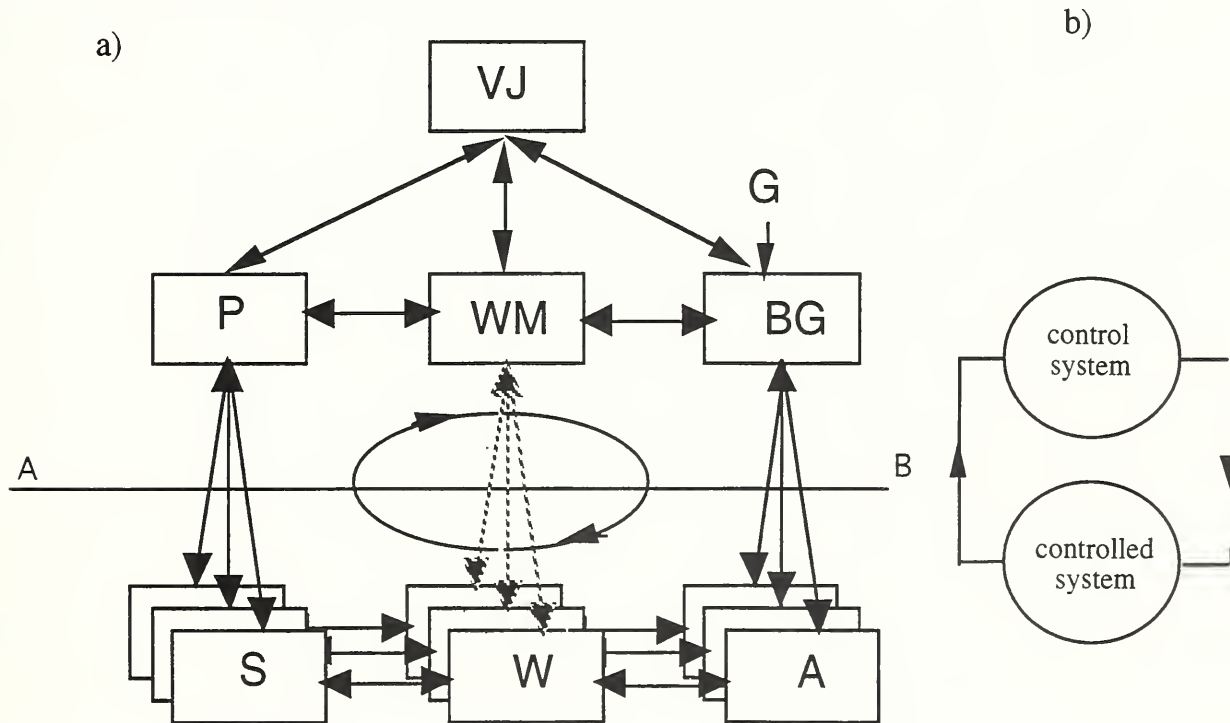 a)
b)
VJ
G
P
WM
BG
control
system
A
B
controlled
system
S
W
A